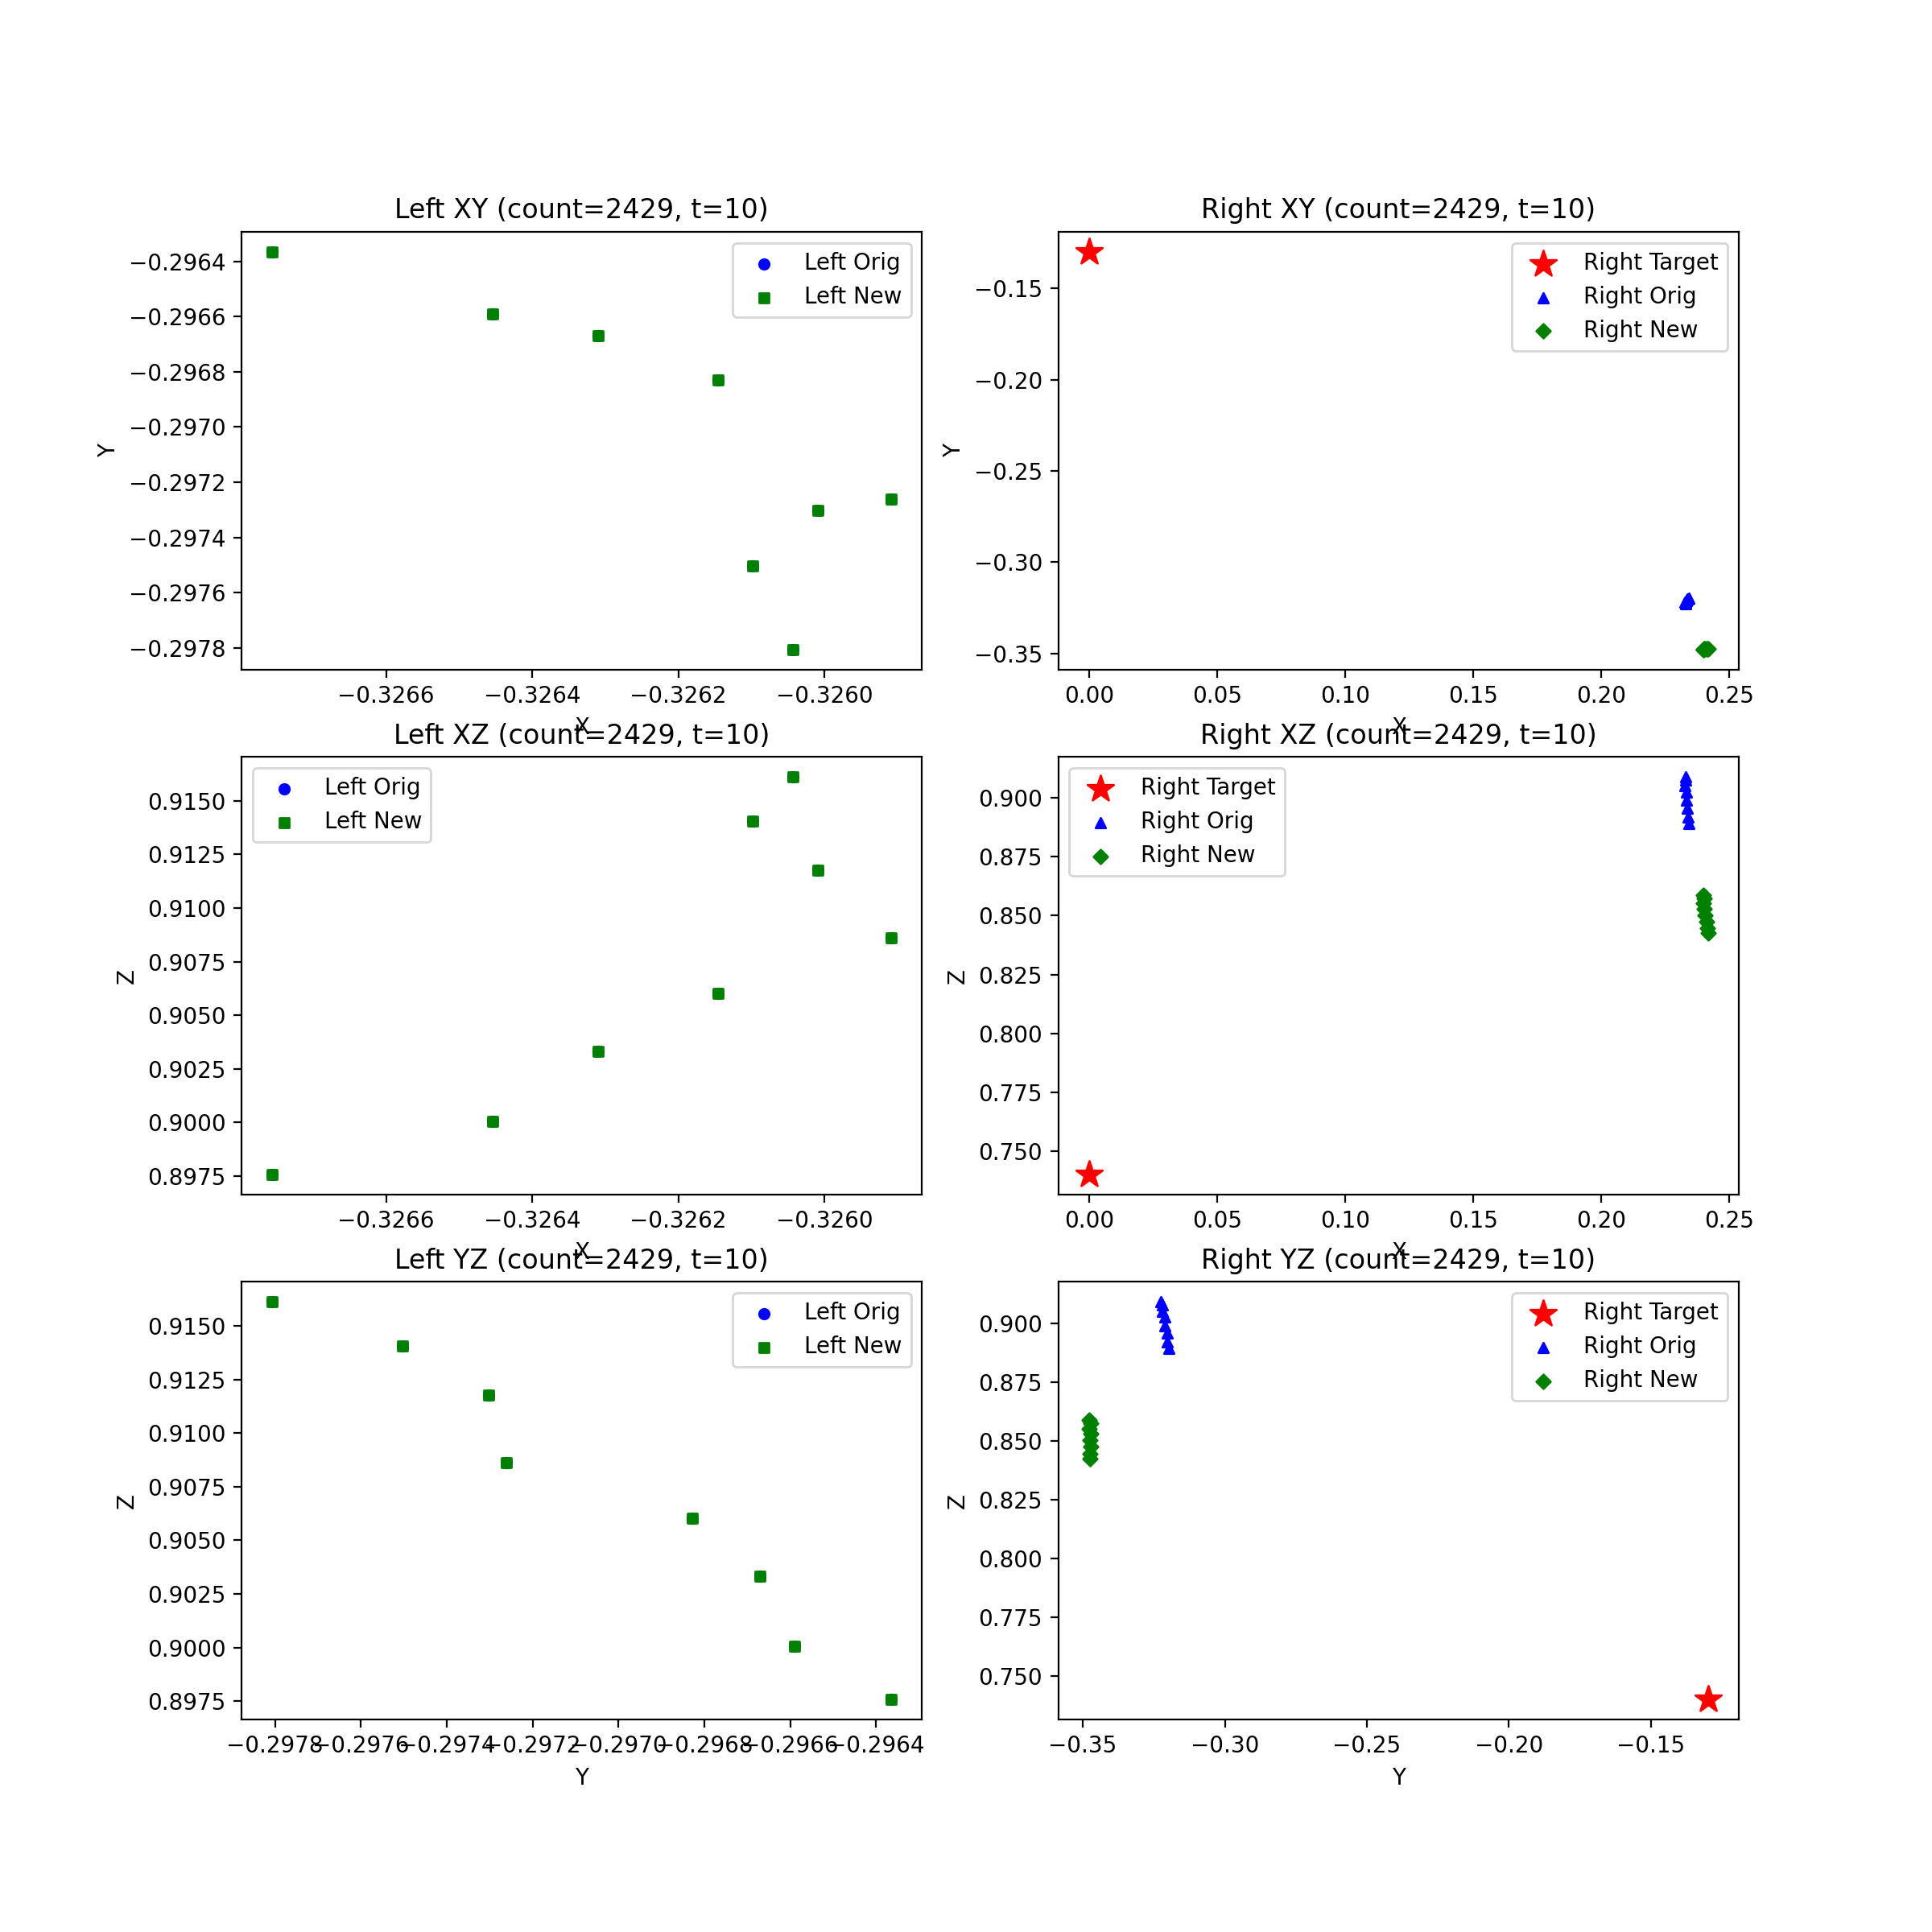 Left XY (count=2429, t=10)
Right XY (count=2429, t=10)
−0.2964
−0.2966
−0.2968
−0.2970
−0.2972
−0.2974
−0.2976
−0.2978
Y
Left Orig
Left New
−0.3266
−0.3264
−0.3262
−0.3260
X
−0.15
−0.20
−0.25
−0.30
−0.35
Y
Right Target
Right Orig
Right New
0.00
0.05
0.10
0.15
0.20
0.25
X
Left XZ (count=2429, t=10)
Right XZ (count=2429, t=10)
0.9150
0.9125
0.9100
0.9075
0.9050
0.9025
0.9000
0.8975
Z
Left Orig
Left New
−0.3266
−0.3264
−0.3262
−0.3260
X
0.900
0.875
0.850
0.825
0.800
0.775
0.750
Z
Right Target
Right Orig
Right New
0.00
0.05
0.10
0.15
0.20
0.25
X
Left YZ (count=2429, t=10)
Right YZ (count=2429, t=10)
0.9150
0.9125
0.9100
0.9075
0.9050
0.9025
0.9000
0.8975
Z
Left Orig
Left New
−0.2978
−0.2976
−0.2974
−0.2972
−0.2970
−0.2968
−0.2966
−0.2964
Y
0.900
0.875
0.850
0.825
0.800
0.775
0.750
Z
Right Target
Right Orig
Right New
−0.35
−0.30
−0.25
−0.20
−0.15
Y